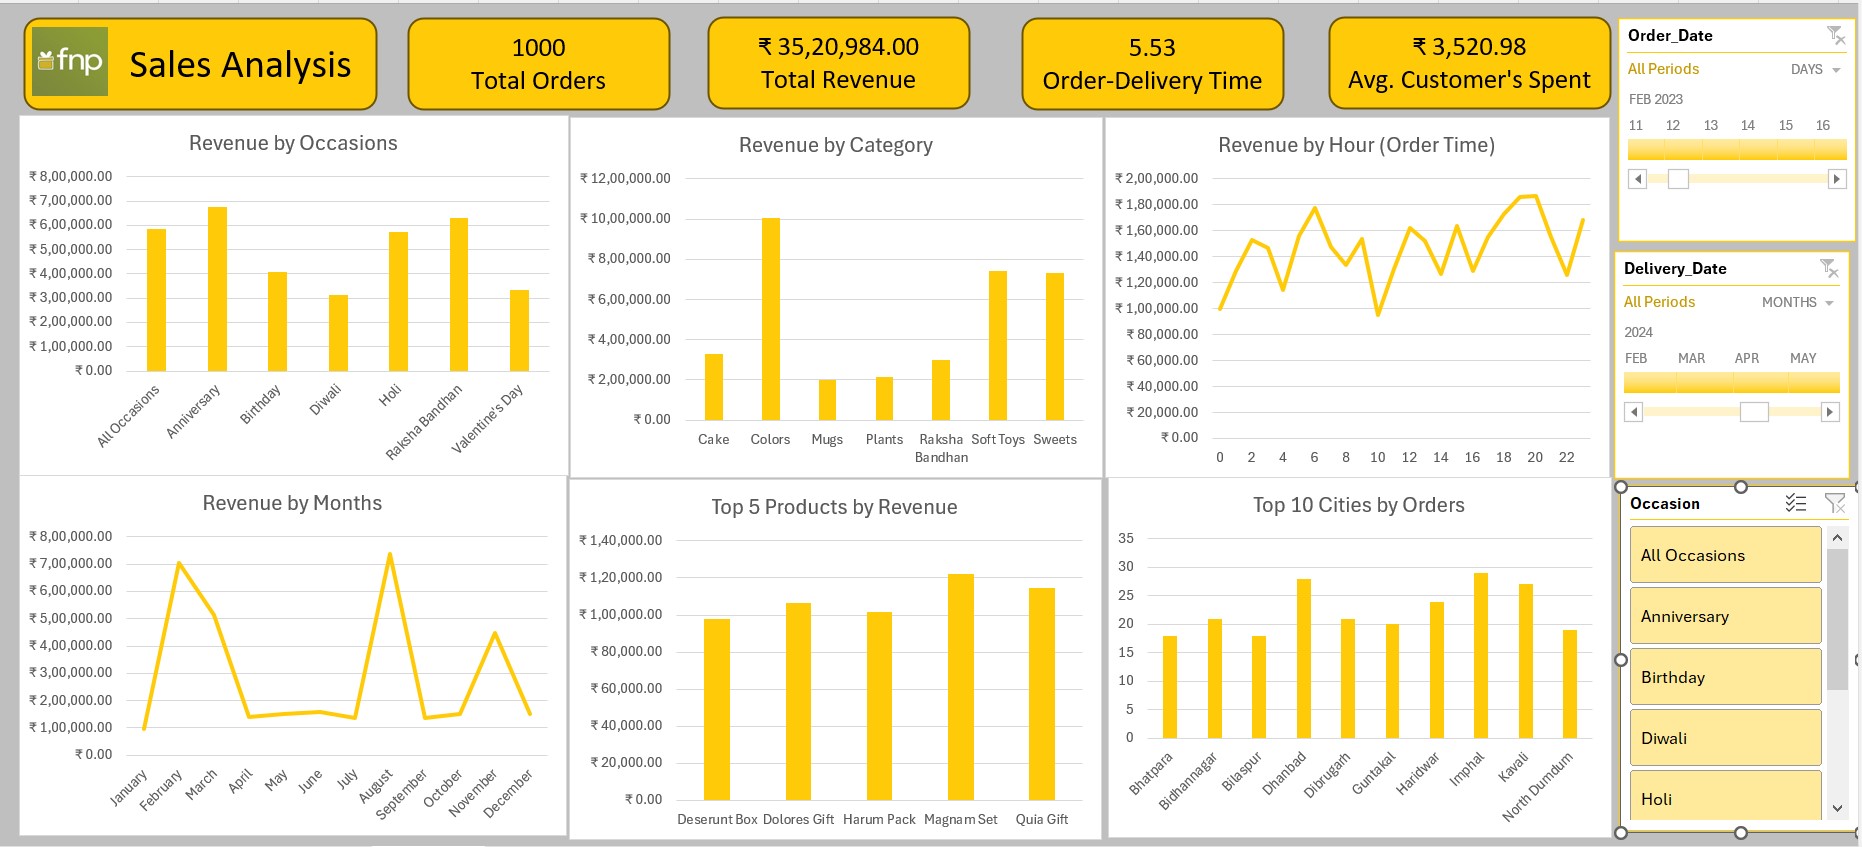 fnp
Sales Analysis
1000
Total Orders
₹ 35,20,984.00
Total Revenue
5.53
Order-Delivery Time
₹ 3,520.98
Avg. Customer's Spent
Revenue by Occasions
₹ 8,00,000.00
₹ 7,00,000.00
₹ 6,00,000.00
₹ 5,00,000.00
₹ 4,00,000.00
₹ 3,00,000.00
₹ 2,00,000.00
₹ 1,00,000.00
₹ 0.00
All Occasions
Anniversary
Birthday
Diwali
Holi
Raksha Bandhan
Valentine's Day
Revenue by Category
₹ 12,00,000.00
₹ 10,00,000.00
₹ 8,00,000.00
₹ 6,00,000.00
₹ 4,00,000.00
₹ 2,00,000.00
₹ 0.00
Cake Colors Mugs Plants Raksha Soft Toys Sweets
Bandhan
Revenue by Hour (Order Time)
₹ 2,00,000.00
₹ 1,80,000.00
₹ 1,60,000.00
₹ 1,40,000.00
₹ 1,20,000.00
₹ 1,00,000.00
₹ 80,000.00
₹ 60,000.00
₹ 40,000.00
₹ 20,000.00
₹ 0.00
0 2 4 6 8 10 12 14 16 18 20 22
Order_Date
All Periods DAYS
FEB 2023
11 12 13 14 15 16
Delivery_Date
All Periods MONTHS
2024
FEB MAR APR MAY
Revenue by Months
₹ 8,00,000.00
₹ 7,00,000.00
₹ 6,00,000.00
₹ 5,00,000.00
₹ 4,00,000.00
₹ 3,00,000.00
₹ 2,00,000.00
₹ 1,00,000.00
₹ 0.00
January
February
March
April
May
June
July
August
September
October
November
December
Top 5 Products by Revenue
₹ 1,40,000.00
₹ 1,20,000.00
₹ 1,00,000.00
₹ 80,000.00
₹ 60,000.00
₹ 40,000.00
₹ 20,000.00
₹ 0.00
Deserunt Box Dolores Gift Harum Pack Magnam Set Quia Gift
Top 10 Cities by Orders
35
30
25
20
15
10
5
0
Bhatpara
Bidhannagar
Bilaspur
Dhanbad
Dibrugarh
Guntakal
Haridwar
Imphal
Kavali
North Dumdum
Occasion
All Occasions
Anniversary
Birthday
Diwali
Holi